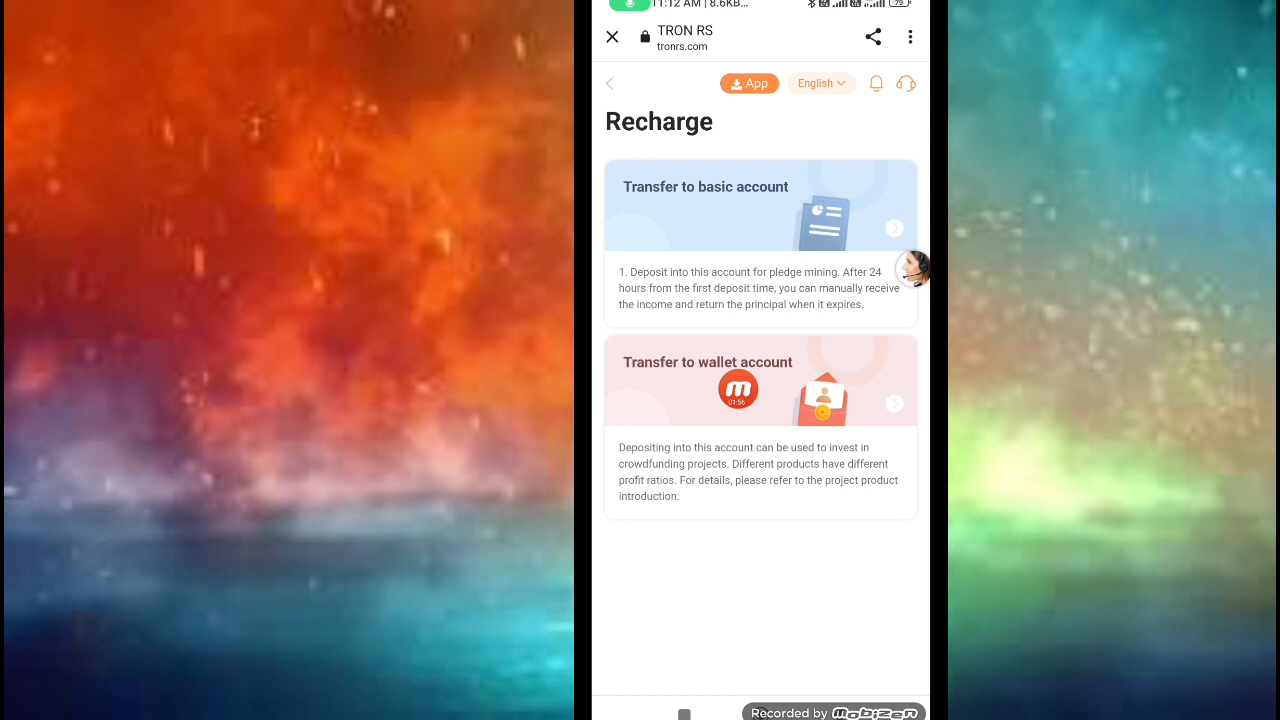 11:12 AM | 8.6KB...
79
TRON RS
tronrs.com
App
English
Recharge
Transfer to basic account
1. Deposit into this account for pledge mining. After 24
hours from the first deposit time, you can manually receive
the income and return the principal when it expires.
Transfer to wallet account
m
01:56
Depositing into this account can be used to invest in
crowdfunding projects. Different products have different
profit ratios. For details, please refer to the project product
introduction.
Recorded by mobizen